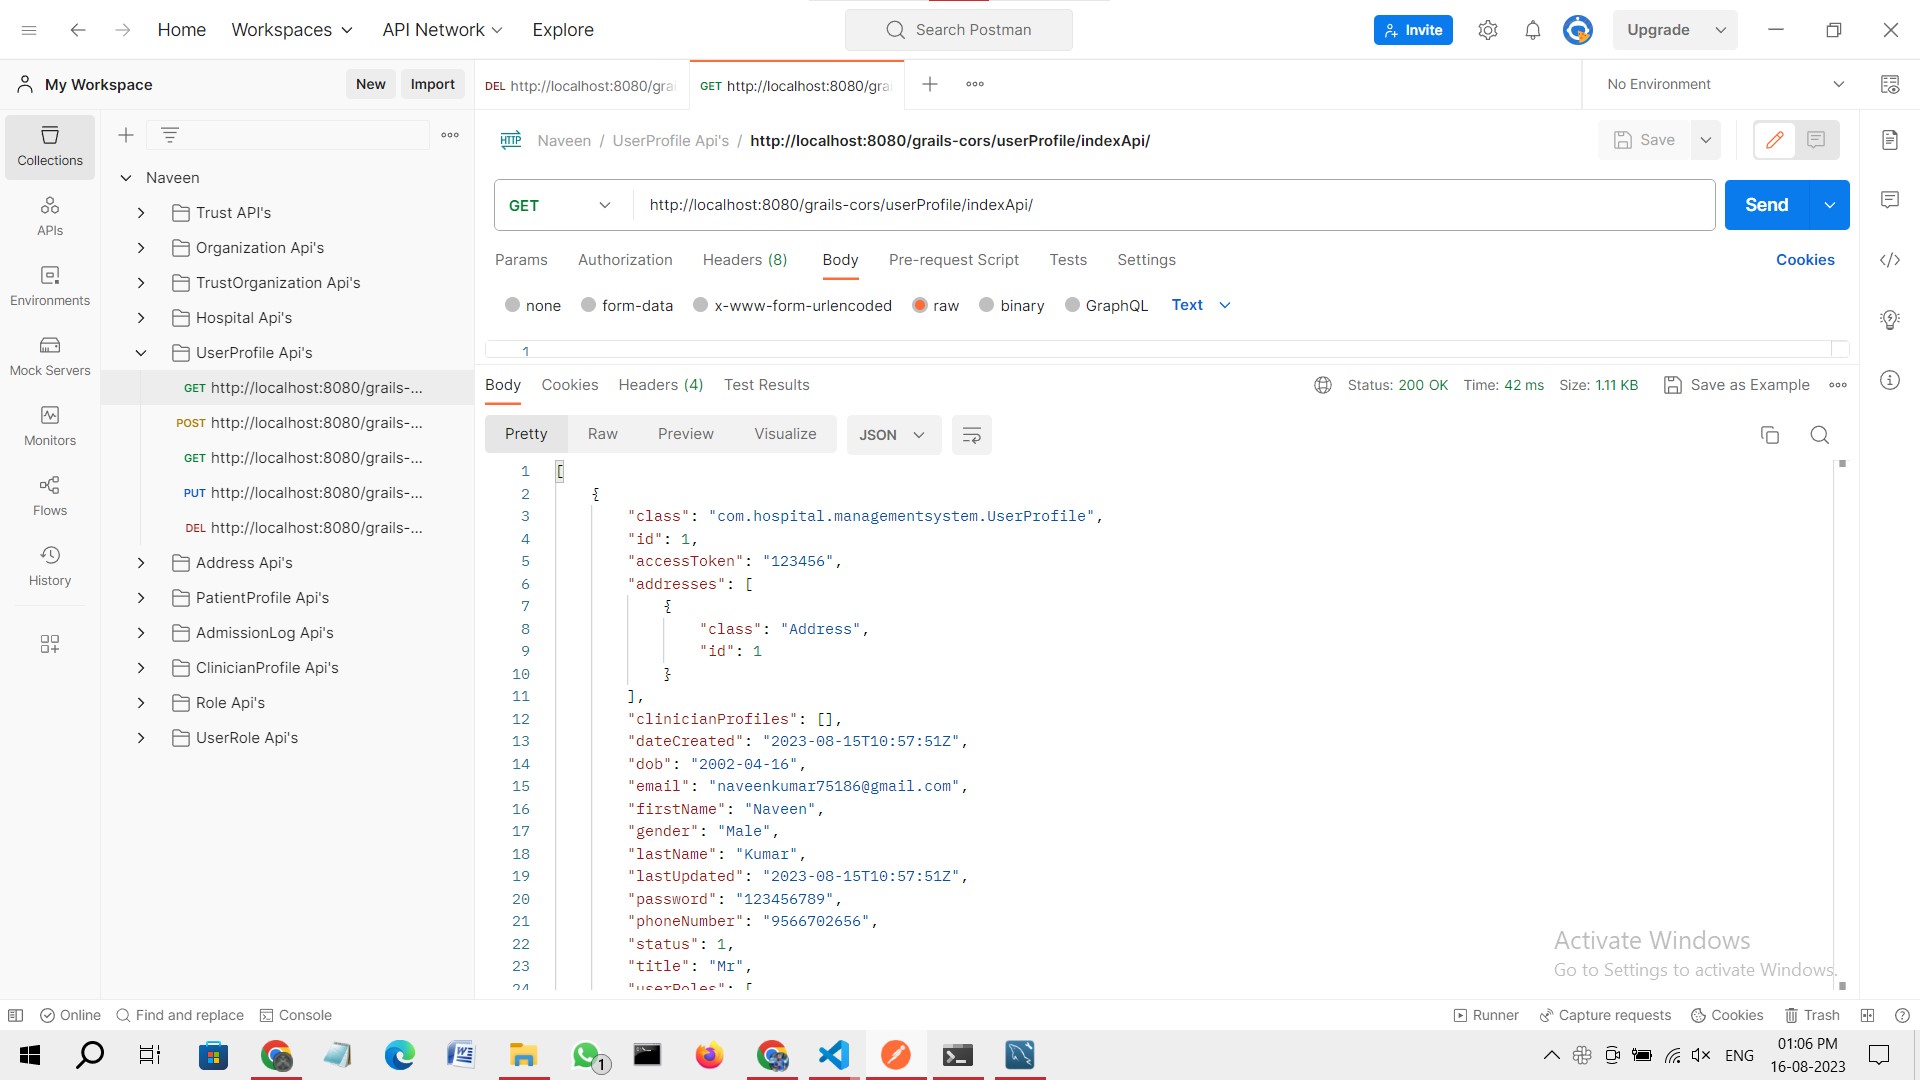 Home Workspaces API Network Explore Search Postman Invite Upgrade
My Workspace New Import DEL http://localhost:8080/gra GET http://localhost:8080/gra No Environment
HTTP Naveen / UserProfile Api's / http://localhost:8080/grails-cors/userProfile/indexApi/ Save
GET http://localhost:8080/grails-cors/userProfile/indexApi/ Send
Params Authorization Headers (8) Body Pre-request Script Tests Settings Cookies
none form-data x-www-form-urlencoded raw binary GraphQL Text
1
Collections
APIs
Environments
Mock Servers
Monitors
Flows
History
Naveen
Trust API's
Organization Api's
TrustOrganization Api's
Hospital Api's
UserProfile Api's
GET http://localhost:8080/grails-...
POST http://localhost:8080/grails-...
GET http://localhost:8080/grails-...
PUT http://localhost:8080/grails-...
DEL http://localhost:8080/grails-...
Address Api's
PatientProfile Api's
AdmissionLog Api's
ClinicianProfile Api's
Role Api's
UserRole Api's
Body Cookies Headers (4) Test Results Status: 200 OK Time: 42 ms Size: 1.11 KB Save as Example
Pretty Raw Preview Visualize JSON
1 [
2 {
3 "class": "com.hospital.managementsystem.UserProfile",
4 "id": 1,
5 "accessToken": "123456",
6 "addresses": [
7 {
8 "class": "Address",
9 "id": 1
10 }
11 ],
12 "clinicianProfiles": [],
13 "dateCreated": "2023-08-15T10:57:51Z",
14 "dob": "2002-04-16",
15 "email": "naveenkumar75186@gmail.com",
16 "firstName": "Naveen",
17 "gender": "Male",
18 "lastName": "Kumar",
19 "lastUpdated": "2023-08-15T10:57:51Z",
20 "password": "123456789",
21 "phoneNumber": "9566702656",
22 "status": 1,
23 "title": "Mr",
24 "userRoles": [
Activate Windows
Go to Settings to activate Windows.
Online Find and replace Console Runner Capture requests Cookies Trash
1 ENG 01:06 PM
16-08-2023